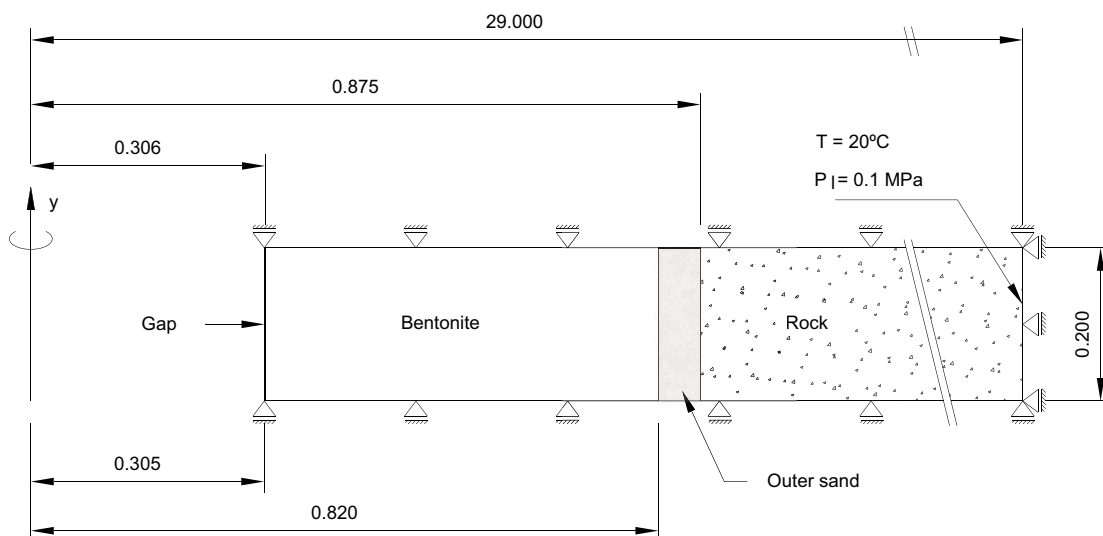 29.000
0.875
0.306
T = 20ºC
P l = 0.1 MPa
y
Gap
Bentonite
Rock
0.200
0.305
Outer sand
0.820